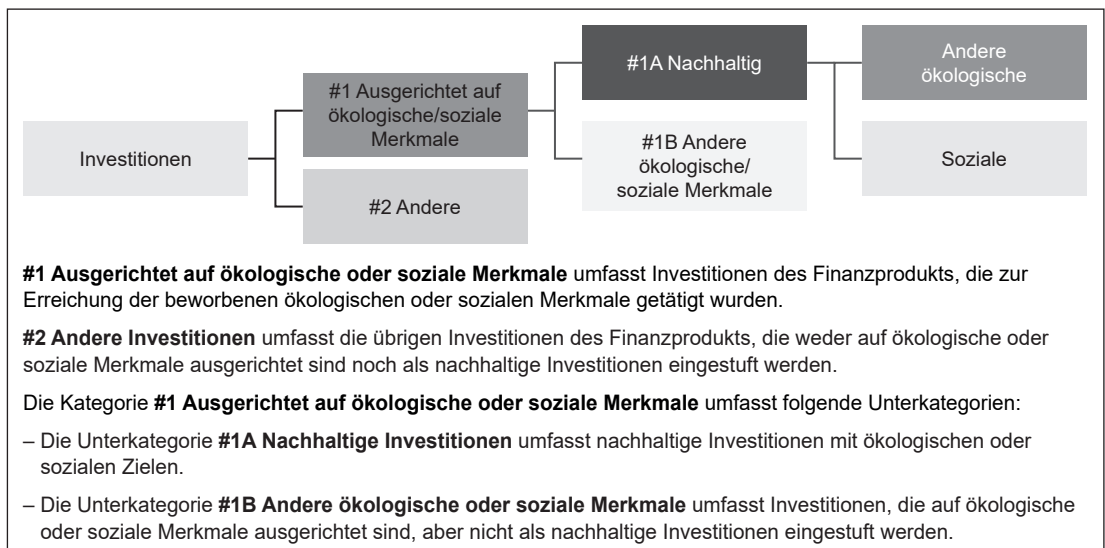 Investitionen
#1 Ausgerichtet auf
ökologische/soziale
Merkmale
#2 Andere
#1A Nachhaltig
#1B Andere
ökologische/
soziale Merkmale
Andere
ökologische
Soziale
#1 Ausgerichtet auf ökologische oder soziale Merkmale umfasst Investitionen des Finanzprodukts, die zur
Erreichung der beworbenen ökologischen oder sozialen Merkmale getätigt wurden.
#2 Andere Investitionen umfasst die übrigen Investitionen des Finanzprodukts, die weder auf ökologische oder
soziale Merkmale ausgerichtet sind noch als nachhaltige Investitionen eingestuft werden.
Die Kategorie #1 Ausgerichtet auf ökologische oder soziale Merkmale umfasst folgende Unterkategorien:
– Die Unterkategorie #1A Nachhaltige Investitionen umfasst nachhaltige Investitionen mit ökologischen oder
sozialen Zielen.
– Die Unterkategorie #1B Andere ökologische oder soziale Merkmale umfasst Investitionen, die auf ökologische
oder soziale Merkmale ausgerichtet sind, aber nicht als nachhaltige Investitionen eingestuft werden.